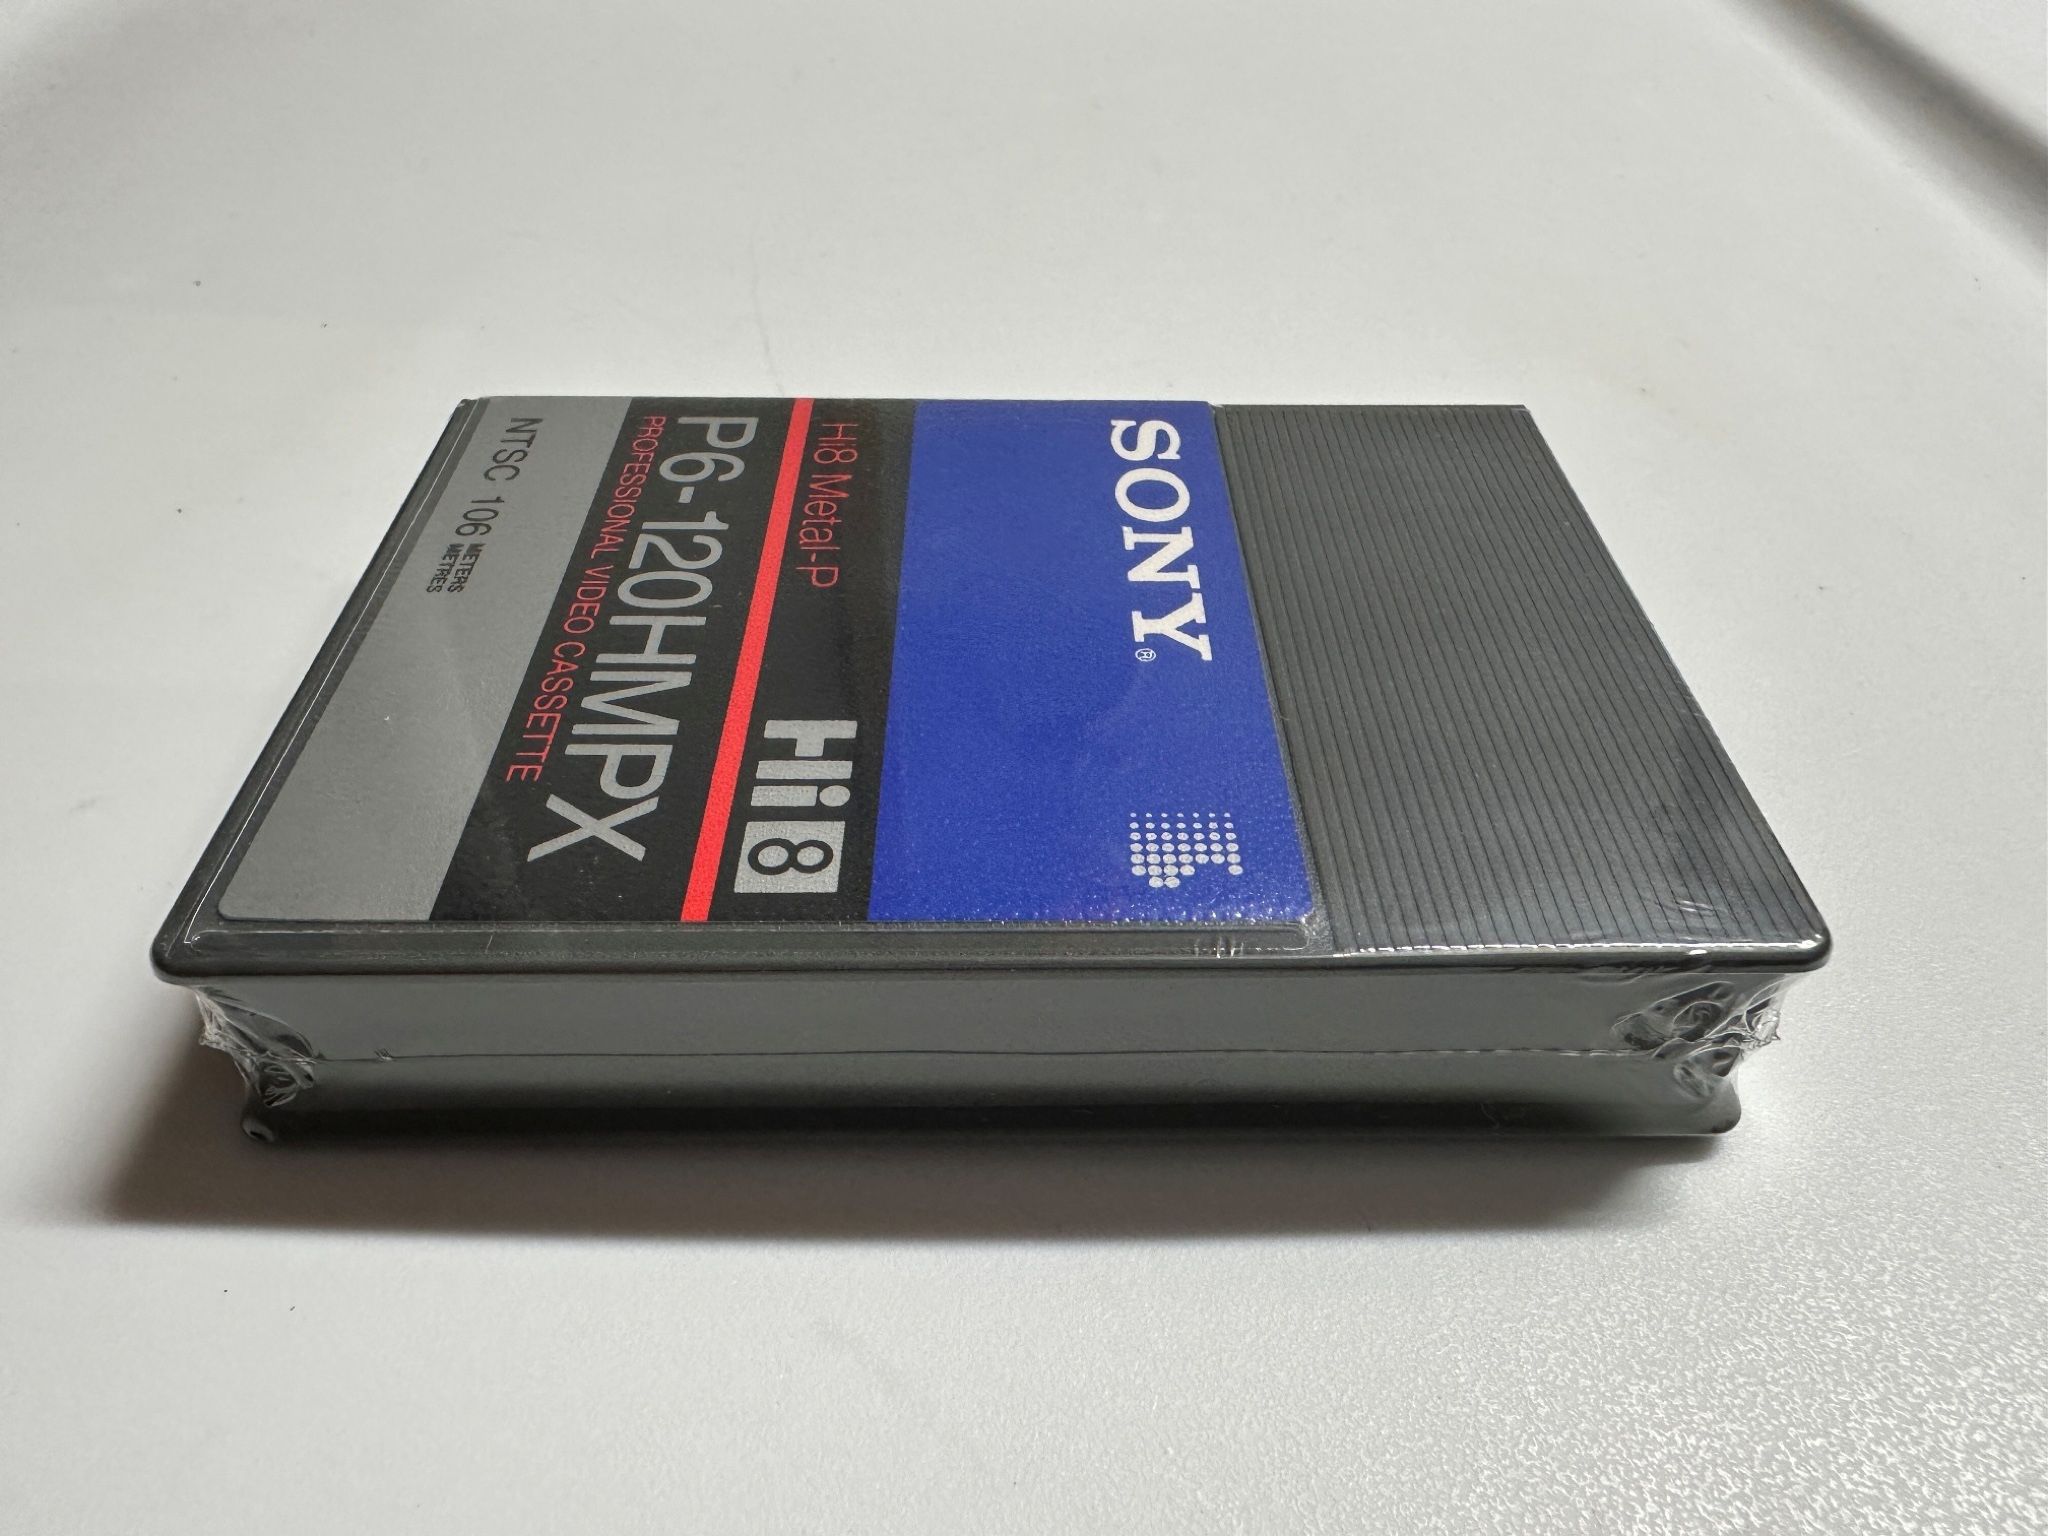 SONY®
Hi8 Metal-P
Hi8
P6-120HMPX
PROFESSIONAL VIDEO CASSETTE
NTSC 106 METERS
METRES